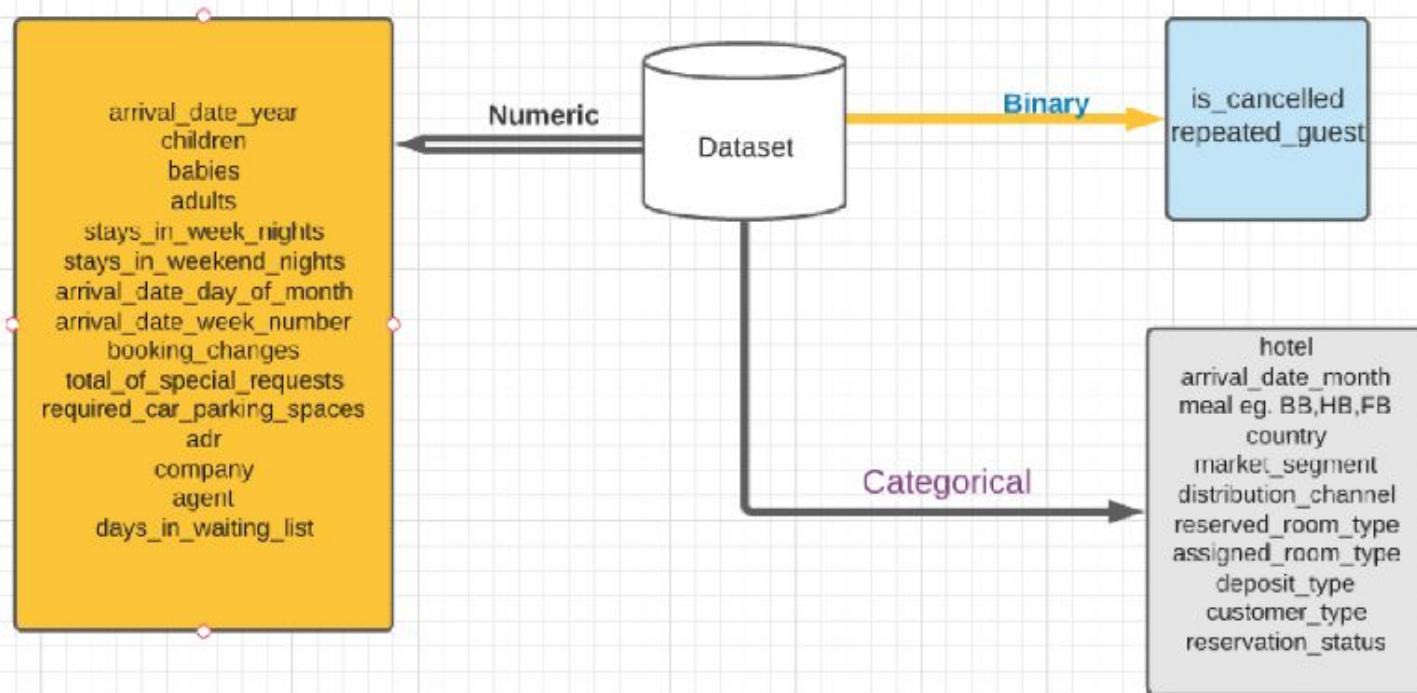 arrival_date_year
children
babies
adults
stays_in_week_nights
stays_in_weekend_nights
arrival_date_day_of_month
arrival_date_week_number
booking_changes
total_of_special_requests
required_car_parking_spaces
adr
company
agent
days_in_waiting_list
Numeric
Dataset
Binary
is_cancelled
repeated_guest
Categorical
hotel
arrival_date_month
meal eg. BB,HB,FB
country
market_segment
distribution_channel
reserved_room_type
assigned_room_type
deposit_type
customer_type
reservation_status